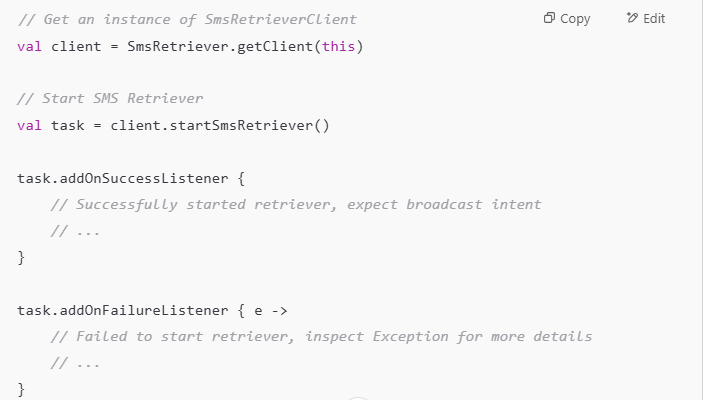 // Get an instance of SmsRetrieverClient
Copy
Edit
val client = SmsRetriever.getClient(this)
// Start SMS Retriever
val task = client.startSmsRetriever()
task.addOnSuccessListener {
// Successfully started retriever, expect broadcast intent
// ...
}
task.addOnFailureListener { e ->
// Failed to start retriever, inspect Exception for more details
// ...
}